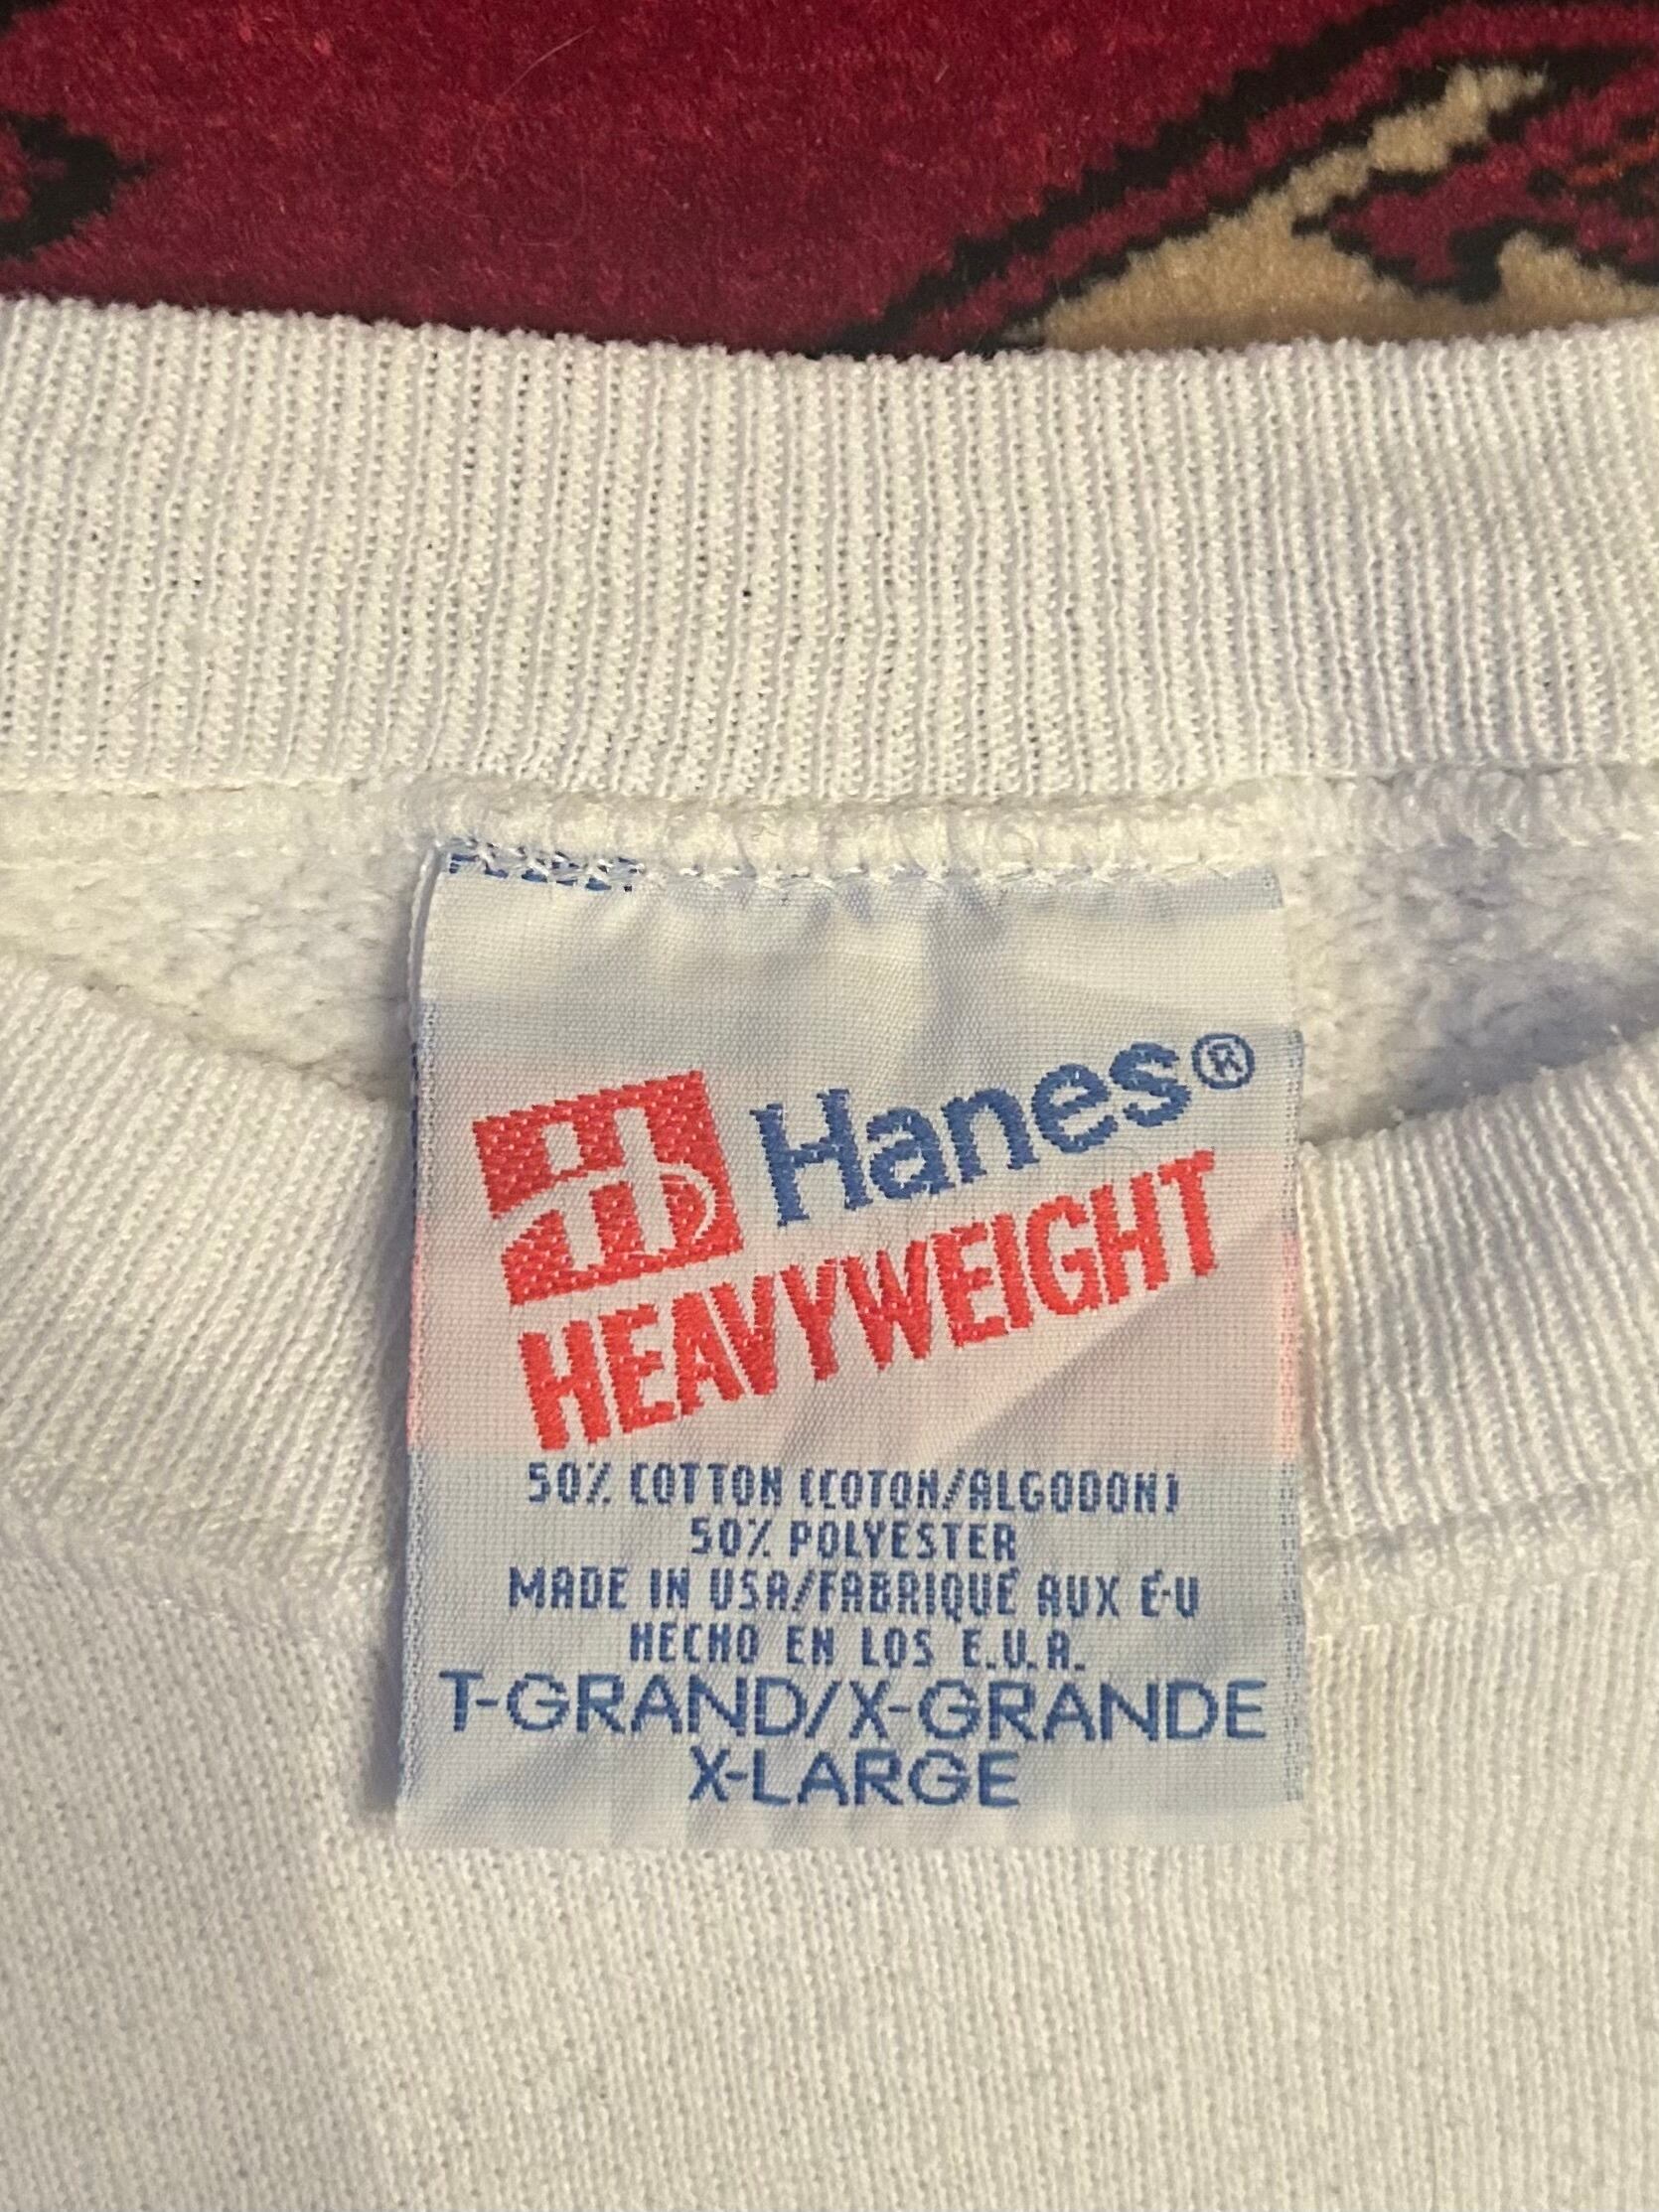 Hanes®
HEAVYWEIGHT
50% COTTON (COTON/ALGODON)
50% POLYESTER
MADE IN USA/FABRIQUÉ AUX É-U
HECHO EN LOS E.U.A.
T-GRAND/X-GRANDE
X-LARGE